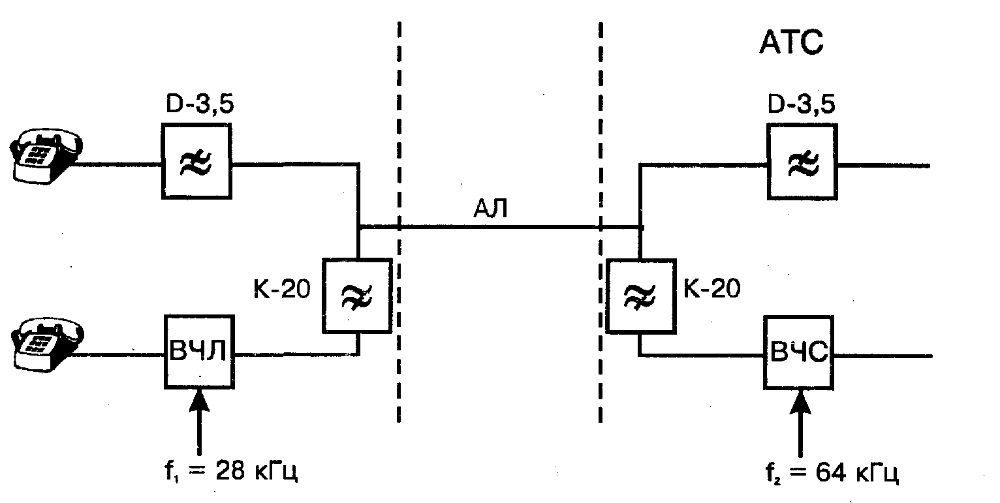 АТС
D-3,5
D-3,5
АЛ
К-20
К-20
ВЧЛ
ВЧС
f₁ = 28 кГц
f₂ = 64 кГц